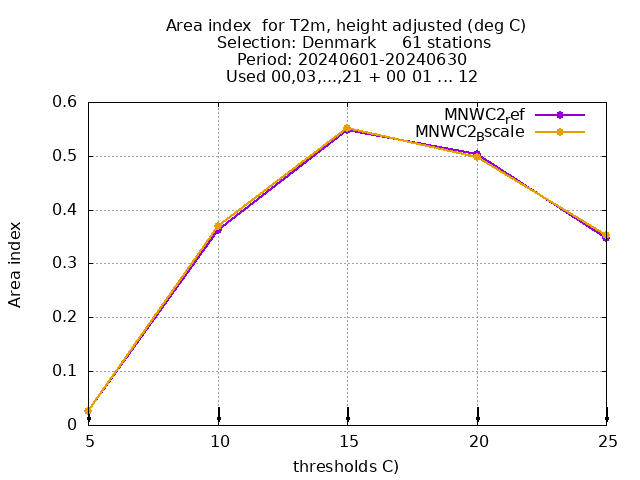 Area index  for T2m, height adjusted (deg C)
Selection: Denmark     61 stations
Period: 20240601-20240630
Used 00,03,...,21 + 00 01 ... 12
MNWC2ref
MNWC2Bscale
0.6
0.5
0.4
0.3
0.2
0.1
0
Area index
5 10 15 20 25
thresholds C)